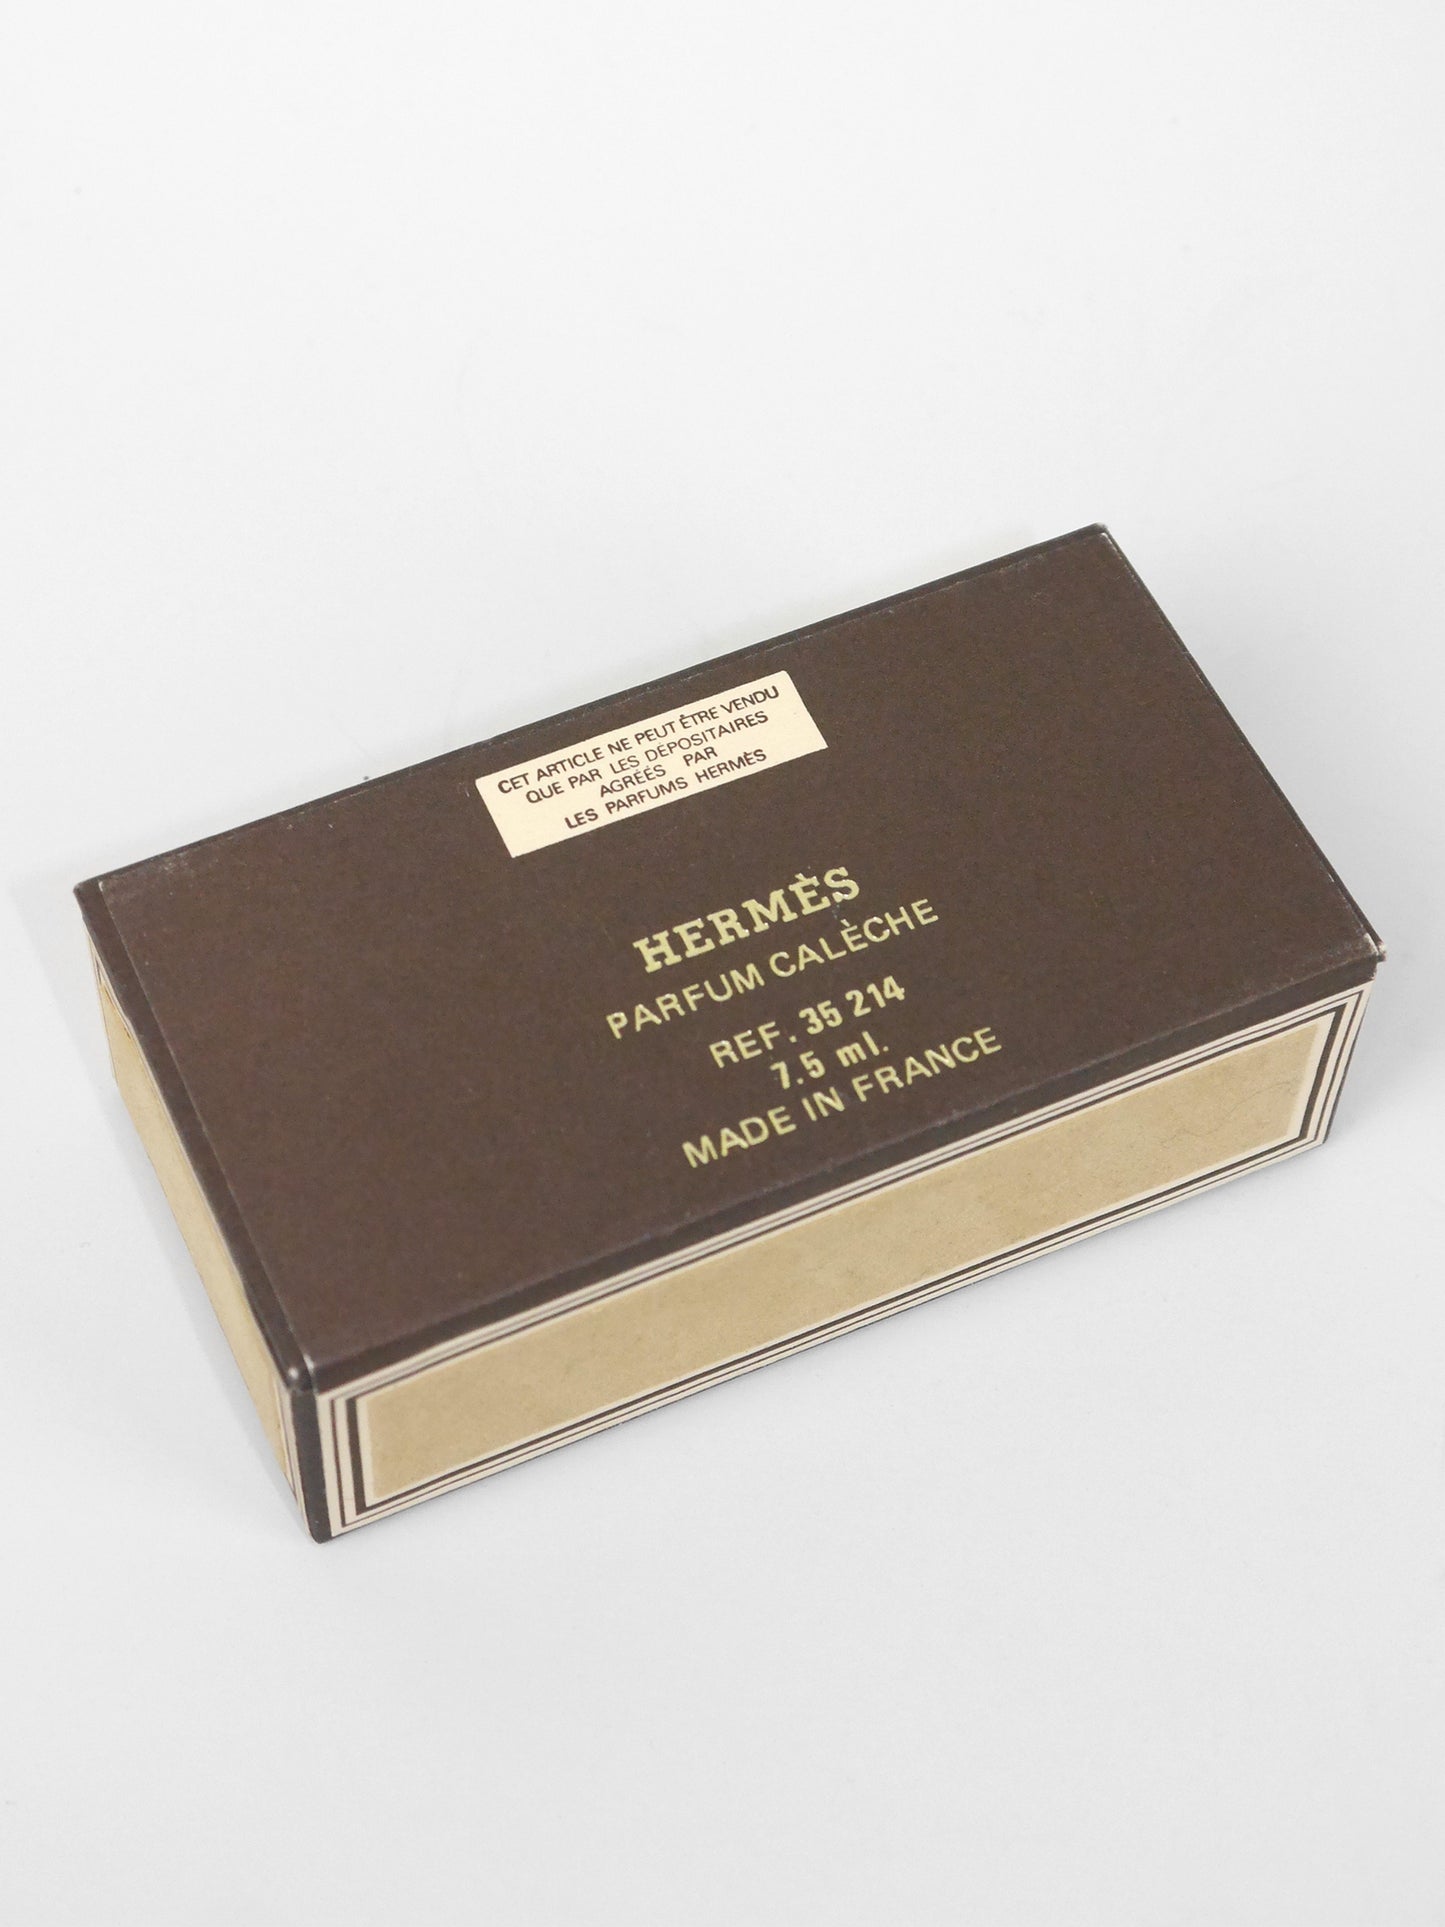 CET ARTICLE NE PEUT ÊTRE VENDU
QUE PAR LES DÉPOSITAIRES
AGRÉÉS PAR
LES PARFUMS HERMÈS
HERMÈS
PARFUM CALÈCHE
REF. 35 214
7.5 ml.
MADE IN FRANCE